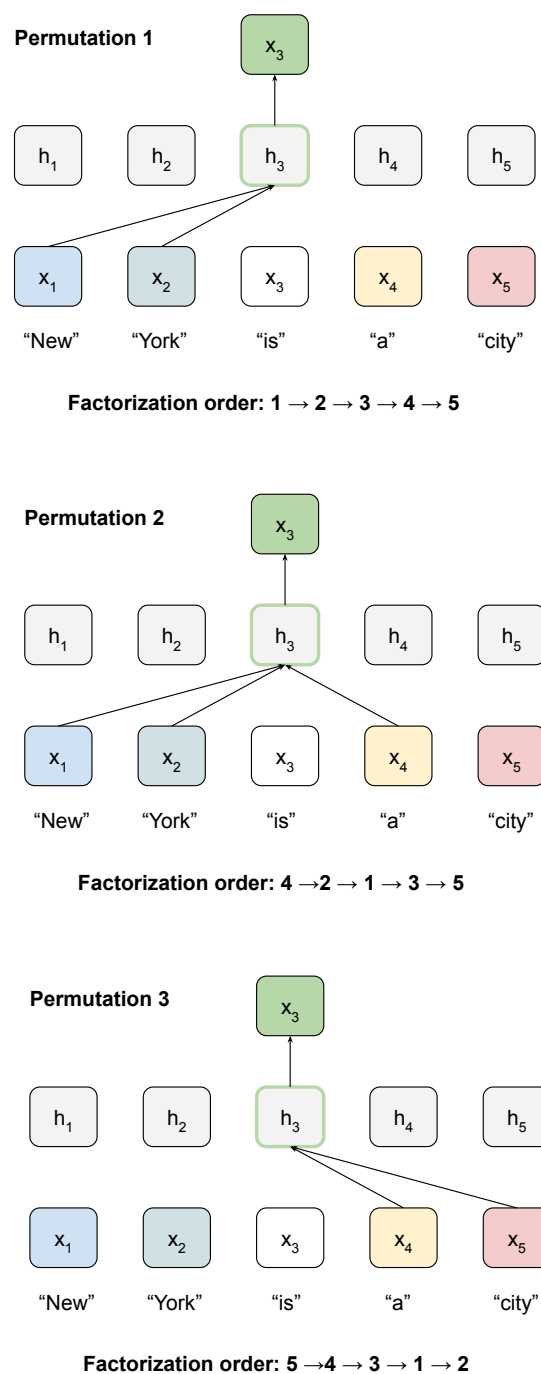 Permutation 1
x₃
h₁ h₂ h₃ h₄ h₅
x₁ x₂ x₃ x₄ x₅
“New” “York” “is” “a” “city”
Factorization order: 1 → 2 → 3 → 4 → 5
Permutation 2
x₃
h₁ h₂ h₃ h₄ h₅
x₁ x₂ x₃ x₄ x₅
“New” “York” “is” “a” “city”
Factorization order: 4 →2 → 1 → 3 → 5
Permutation 3
x₃
h₁ h₂ h₃ h₄ h₅
x₁ x₂ x₃ x₄ x₅
“New” “York” “is” “a” “city”
Factorization order: 5 →4 → 3 → 1 → 2